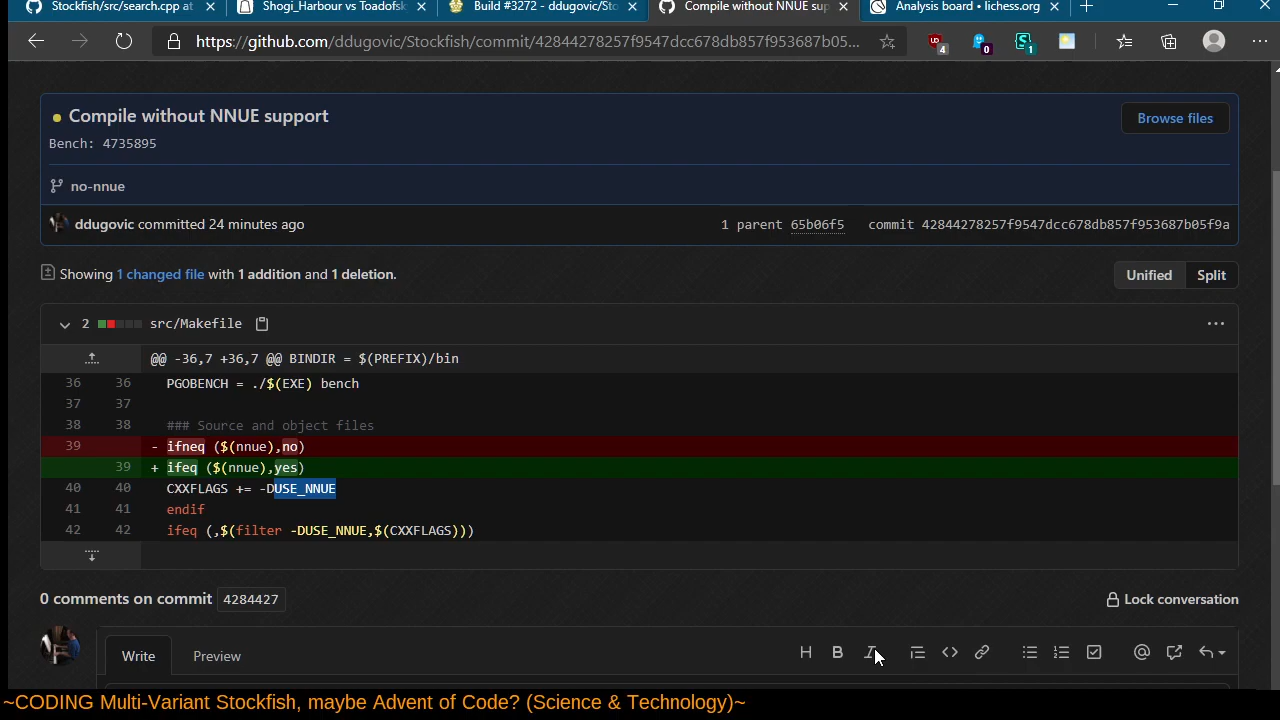 Stockfish/src/search.cpp at
Shogi_Harbour vs Toadofsk
Build #3272 - ddugovic/Sto
Compile without NNUE sup
Analysis board • lichess.org
https://github.com/ddugovic/Stockfish/commit/42844278257f9547dcc678db857f953687b05...
4
0
1
Compile without NNUE support
Browse files
Bench: 4735895
no-nnue
ddugovic committed 24 minutes ago
1 parent 65b06f5 commit 42844278257f9547dcc678db857f953687b05f9a
Showing 1 changed file with 1 addition and 1 deletion.
Unified Split
2 src/Makefile
@@ -36,7 +36,7 @@ BINDIR = $(PREFIX)/bin
36 36 PGOBENCH = ./$(EXE) bench
37 37
38 38 ### Source and object files
39 - ifneq ($(nnue),no)
39 + ifeq ($(nnue),yes)
40 40 CXXFLAGS += -DUSE_NNUE
41 41 endif
42 42 ifeq (,$(filter -DUSE_NNUE,$(CXXFLAGS)))
0 comments on commit 4284427
Lock conversation
Write Preview
~CODING Multi-Variant Stockfish, maybe Advent of Code? (Science & Technology)~